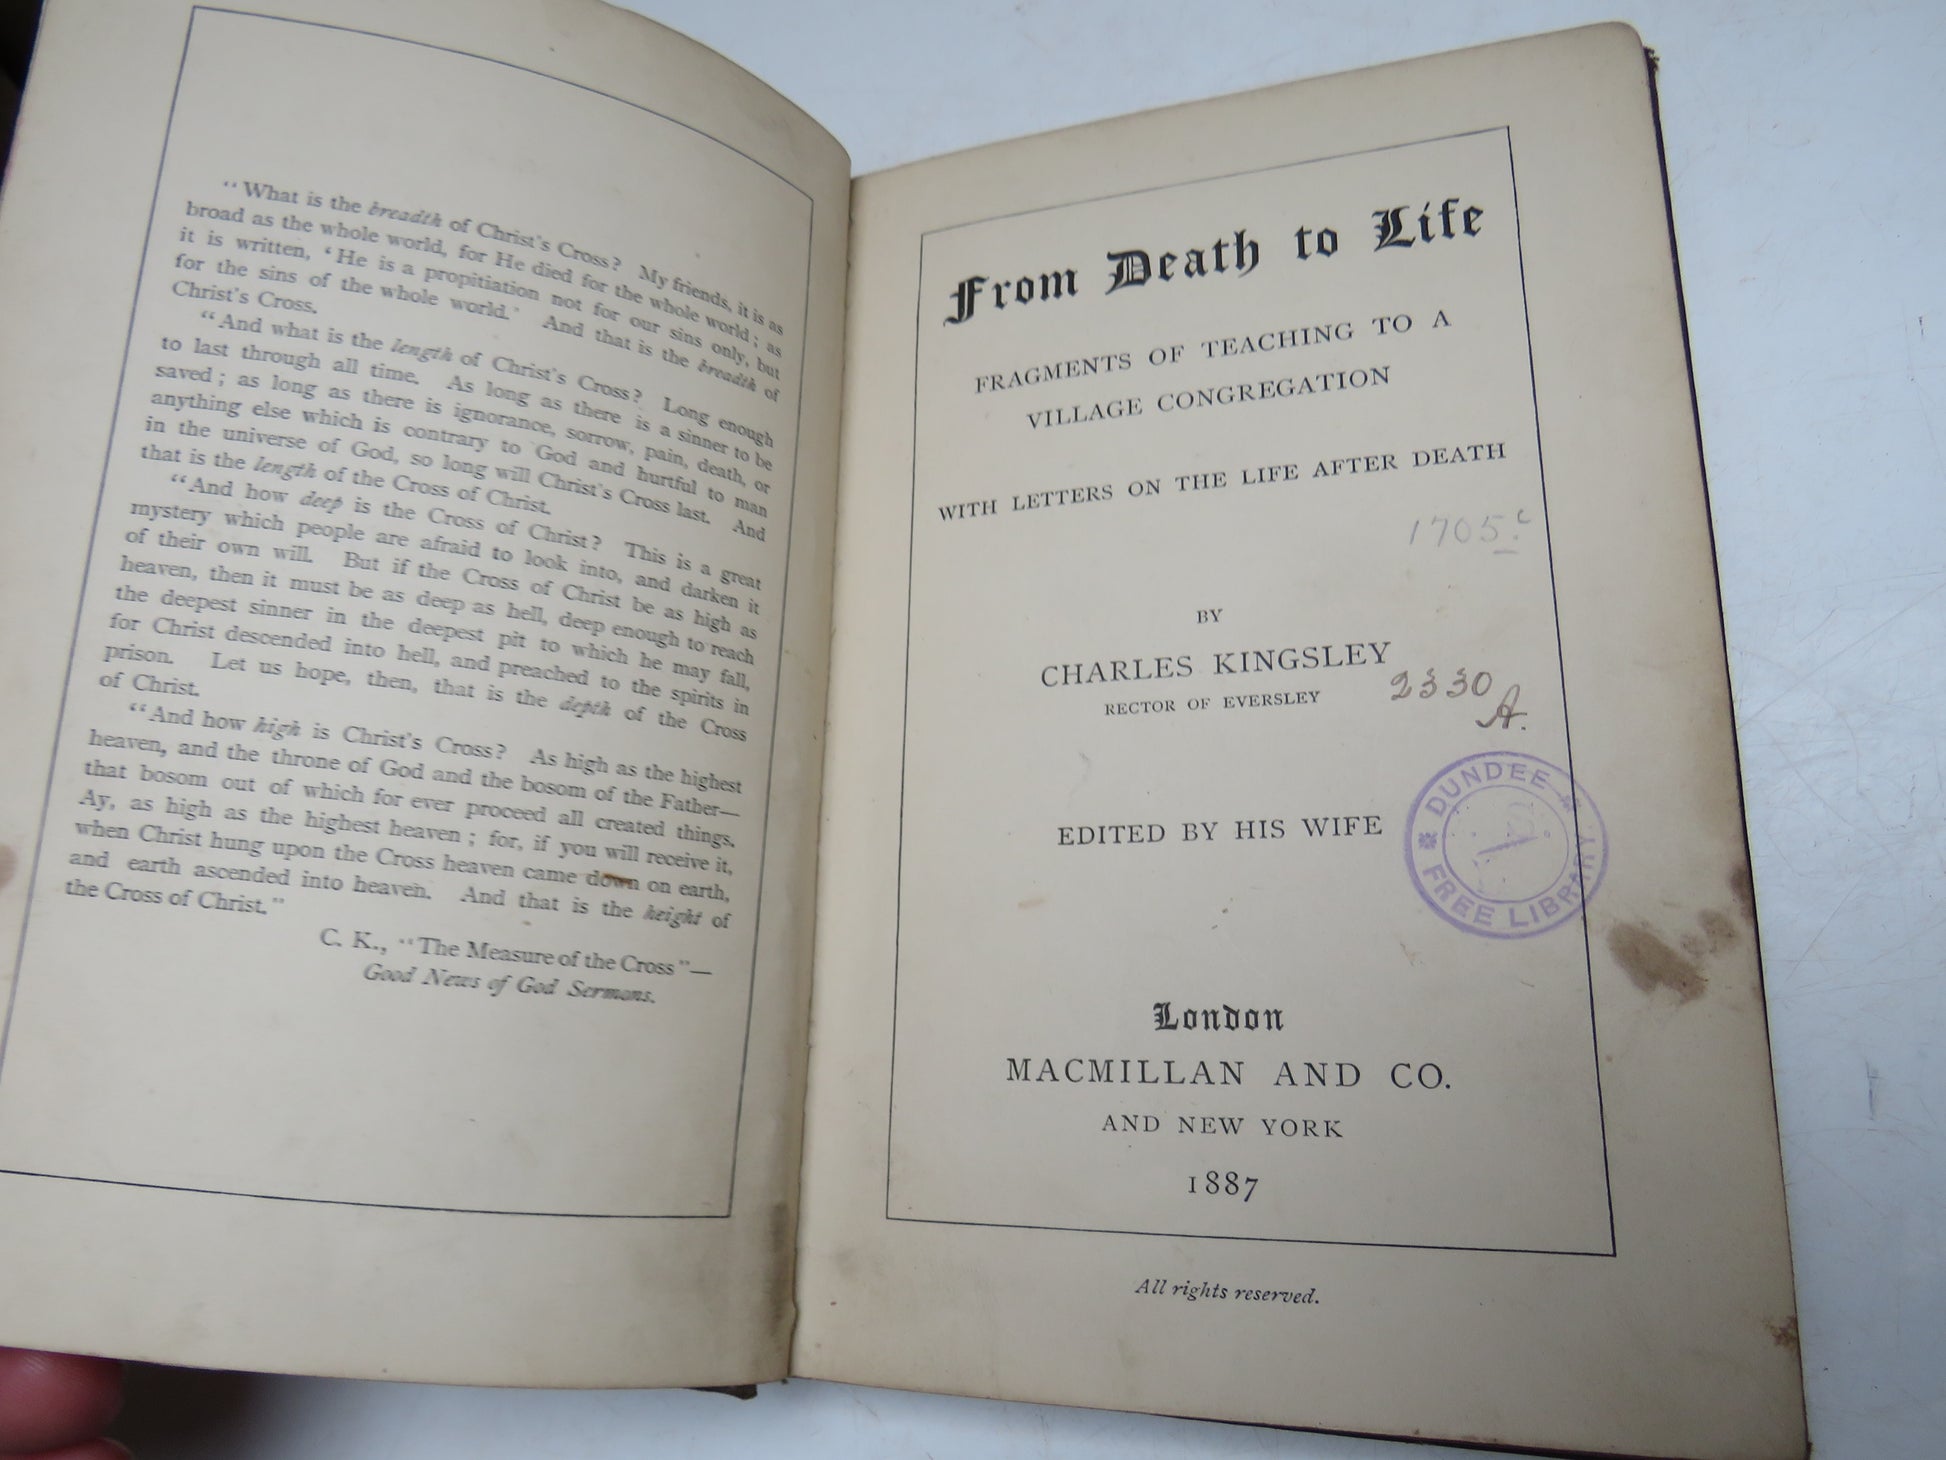 "What is the breadth of Christ's Cross? My friends, it is as
broad as the whole world, for He died for the whole world; as
it is written, 'He is a propitiation not for our sins only, but
for the sins of the whole world.' And that is the breadth of
Christ's Cross.
"And what is the length of Christ's Cross? Long enough
to last through all time. As long as there is a sinner to be
saved; as long as there is ignorance, sorrow, pain, death, or
anything else which is contrary to God and hurtful to man
in the universe of God, so long will Christ's Cross last. And
that is the length of the Cross of Christ.
"And how deep is the Cross of Christ? This is a great
mystery which people are afraid to look into, and darken it
of their own will. But if the Cross of Christ be as high as
heaven, then it must be as deep as hell, deep enough to reach
the deepest sinner in the deepest pit to which he may fall,
for Christ descended into hell, and preached to the spirits in
prison. Let us hope, then, that is the depth of the Cross
of Christ.
"And how high is Christ's Cross? As high as the highest
heaven, and the throne of God and the bosom of the Father—
that bosom out of which for ever proceed all created things.
Ay, as high as the highest heaven; for, if you will receive it,
when Christ hung upon the Cross heaven came down on earth,
and earth ascended into heaven. And that is the height of
the Cross of Christ."
C. K., "The Measure of the Cross"—
Good News of God Sermons.
From Death to Life
FRAGMENTS OF TEACHING TO A
VILLAGE CONGREGATION
WITH LETTERS ON THE LIFE AFTER DEATH
1705.c
BY
CHARLES KINGSLEY
RECTOR OF EVERSLEY
2330
A.
EDITED BY HIS WIFE
DUNDEE
FREE LIBRARY
London
MACMILLAN AND CO.
AND NEW YORK
1887
All rights reserved.